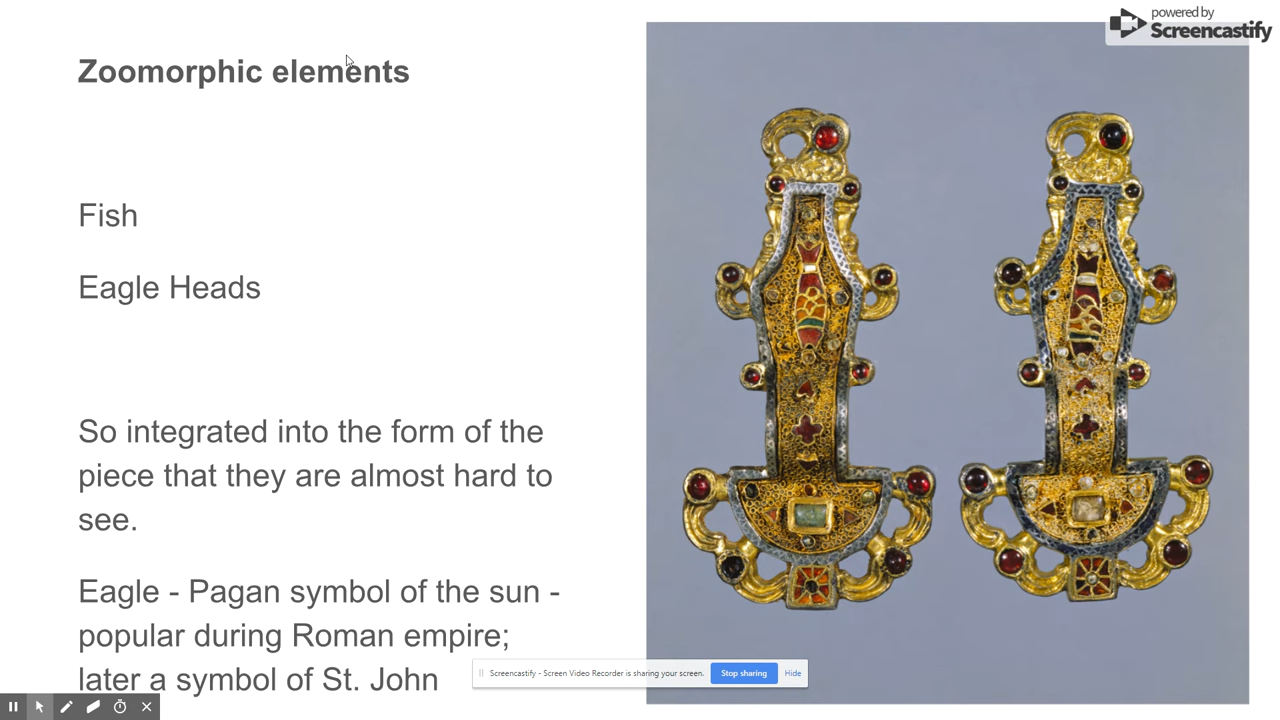 powered by
Screencastify
Zoomorphic elements
Fish
Eagle Heads
So integrated into the form of the
piece that they are almost hard to
see.
Eagle - Pagan symbol of the sun -
popular during Roman empire;
later a symbol of St. John
Screencastify - Screen Video Recorder is sharing your screen.
Stop sharing
Hide